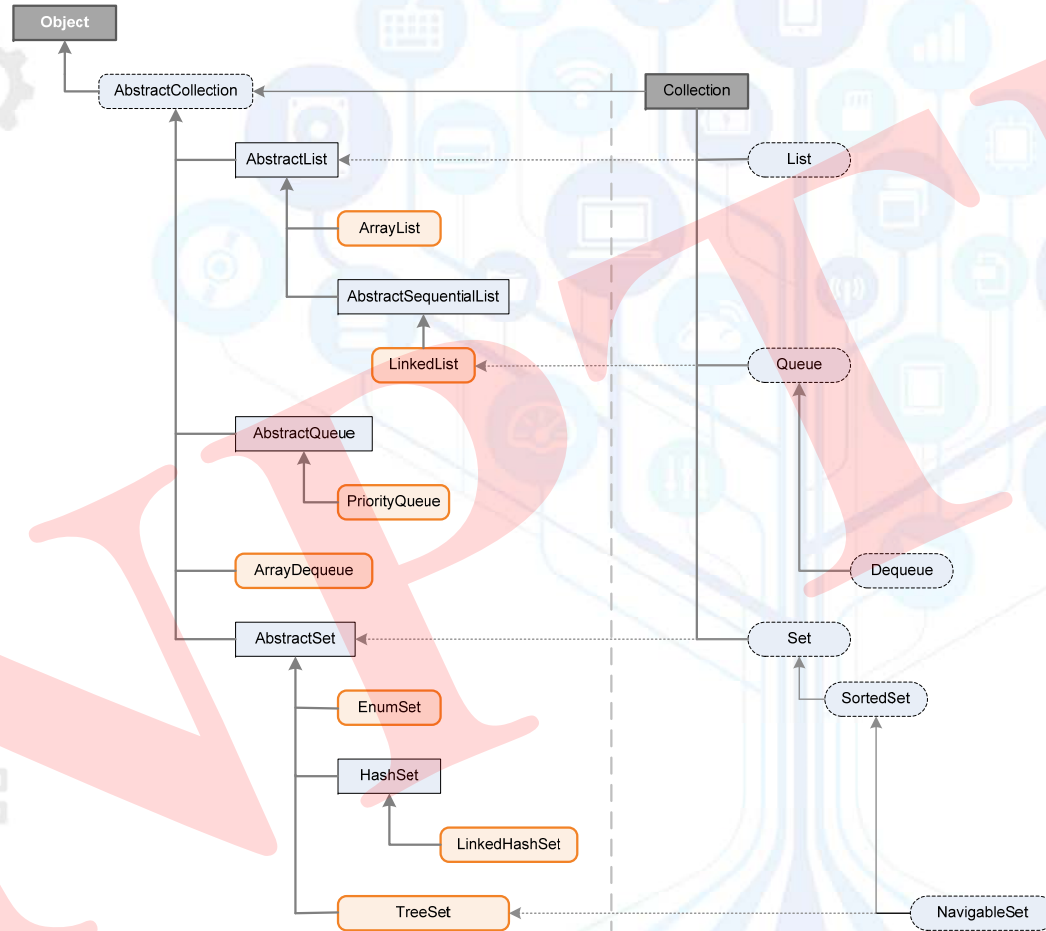 Object
AbstractCollection
Collection
AbstractList
List
ArrayList
AbstractSequentialList
LinkedList
Queue
AbstractQueue
PriorityQueue
ArrayDequeue
Dequeue
AbstractSet
Set
EnumSet
SortedSet
HashSet
LinkedHashSet
TreeSet
NavigableSet